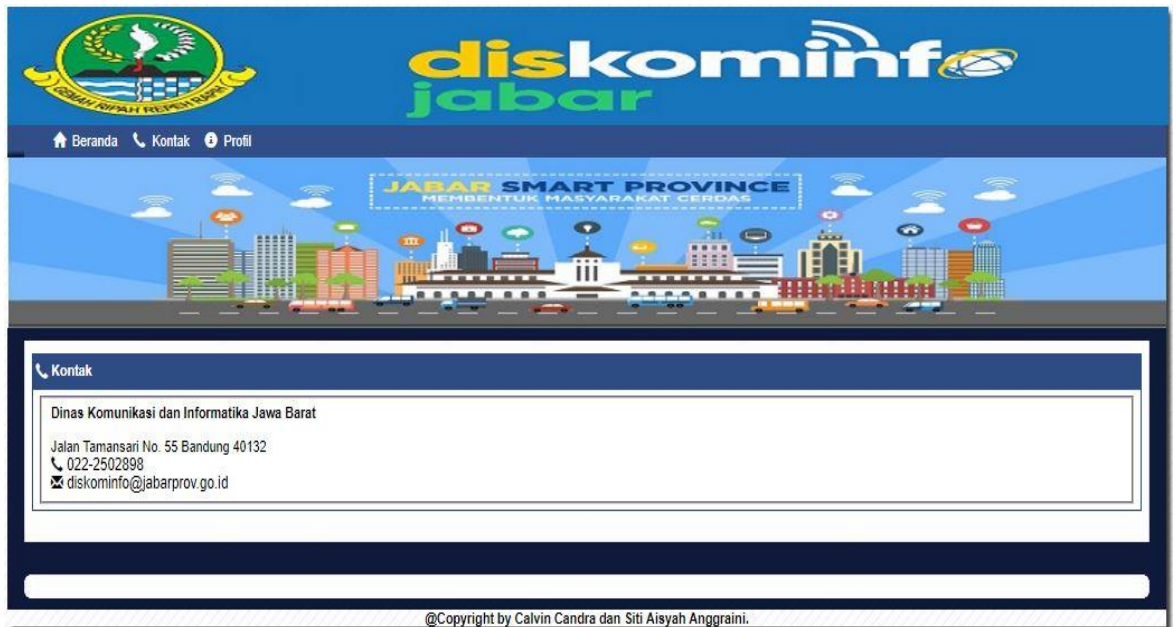 GEMAH RIPAH REPEH RAPIH
diskominfo
jabar
Beranda Kontak Profil
JABAR SMART PROVINCE
MEMBENTUK MASYARAKAT CERDAS
Kontak
Dinas Komunikasi dan Informatika Jawa Barat
Jalan Tamansari No. 55 Bandung 40132
022-2502898
diskominfo@jabarprov.go.id
@Copyright by Calvin Candra dan Siti Aisyah Anggraini.